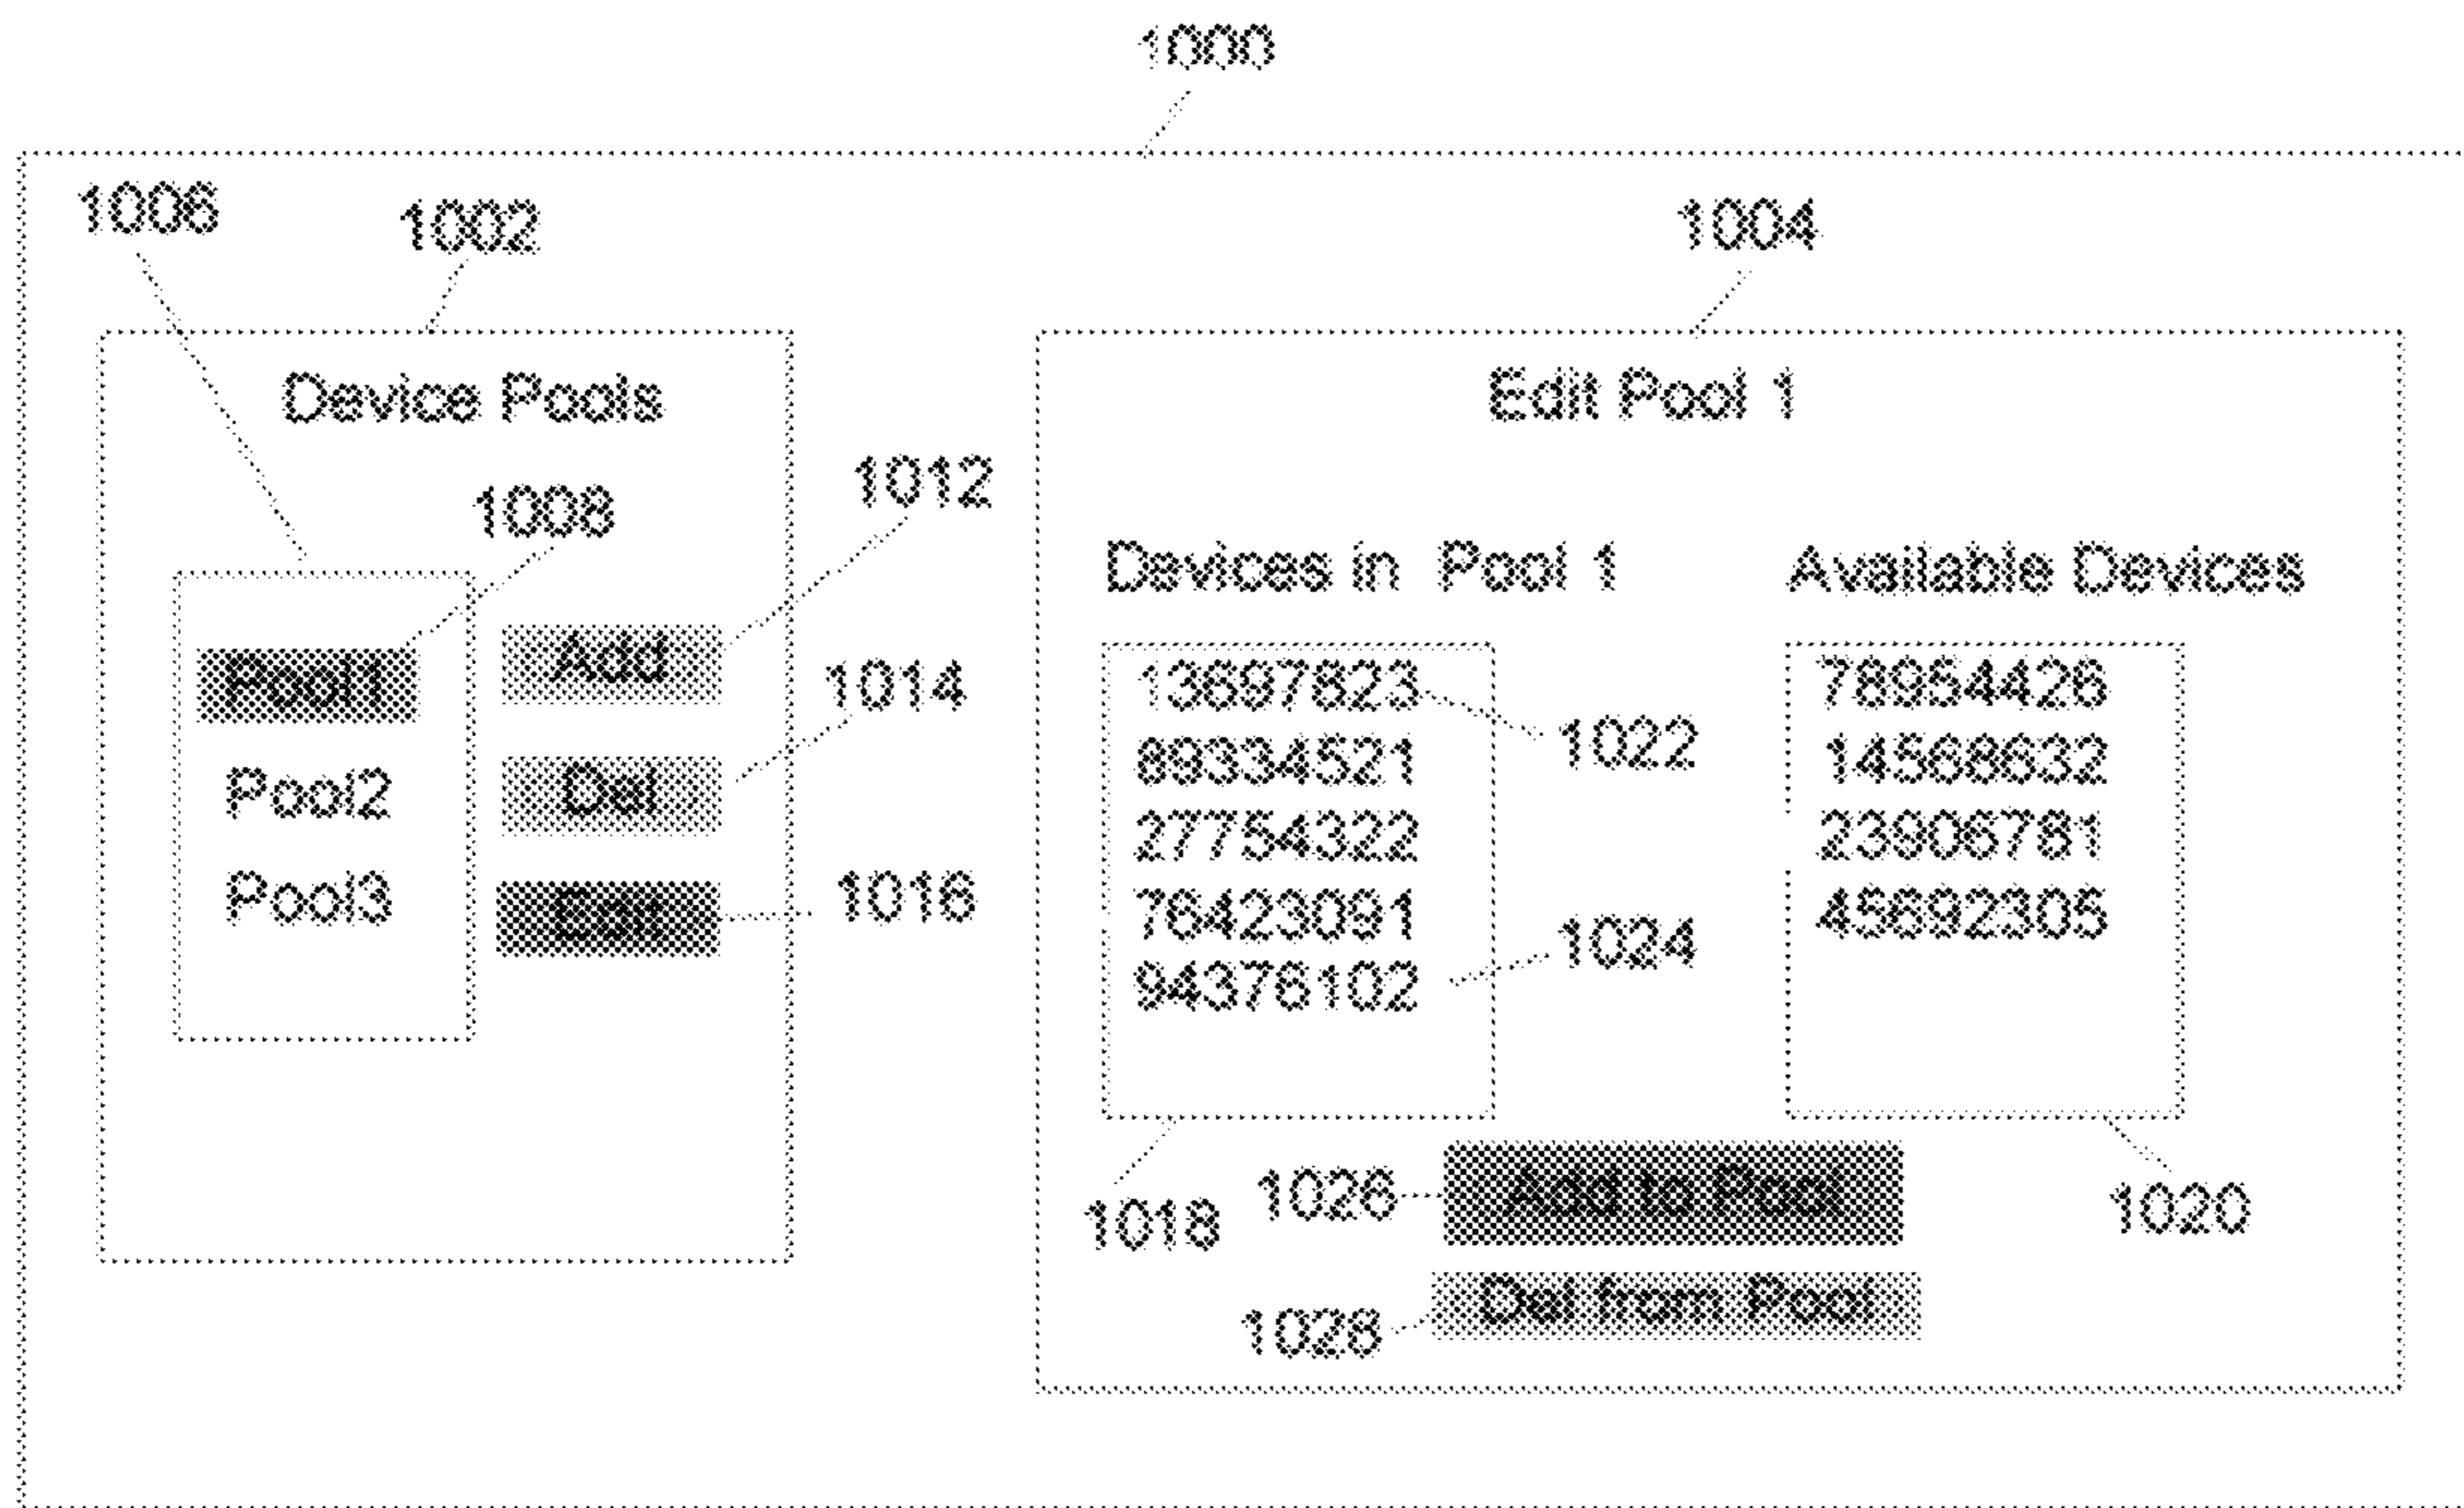 1000
1006
1002
1004
Device Pools
Edit Pool 1
1008
1012
Devices in Pool 1
Available Devices
Pool1
Add
1014
13697823
78954426
1022
Pool2
Del
89334521
14568632
27754322
23906781
Pool3
Edit
1016
76423091
45692305
1024
94376102
1018
1026
Add to Pool
1020
1028
Del from Pool